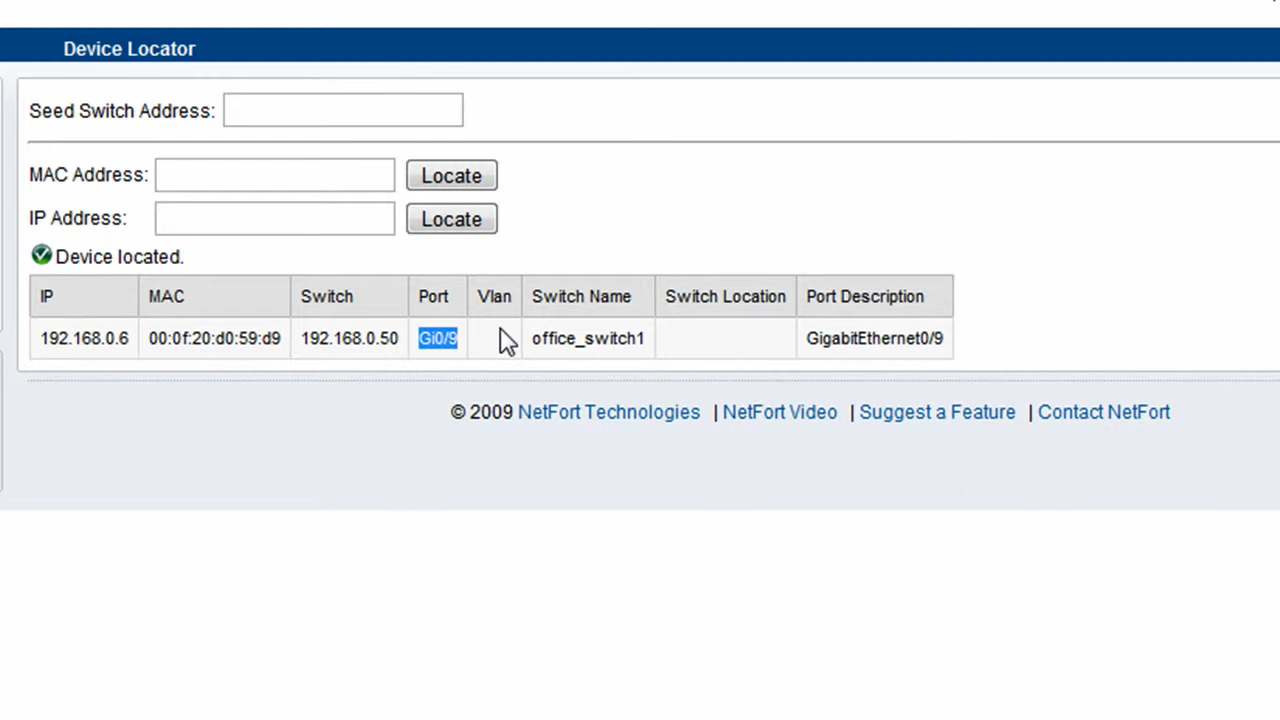 Device Locator
Seed Switch Address:
MAC Address: Locate
IP Address: Locate
Device located.
IP MAC Switch Port Vlan Switch Name Switch Location Port Description
192.168.0.6 00:0f:20:d0:59:d9 192.168.0.50 Gi0/9 office_switch1 GigabitEthernet0/9
© 2009 NetFort Technologies | NetFort Video | Suggest a Feature | Contact NetFort